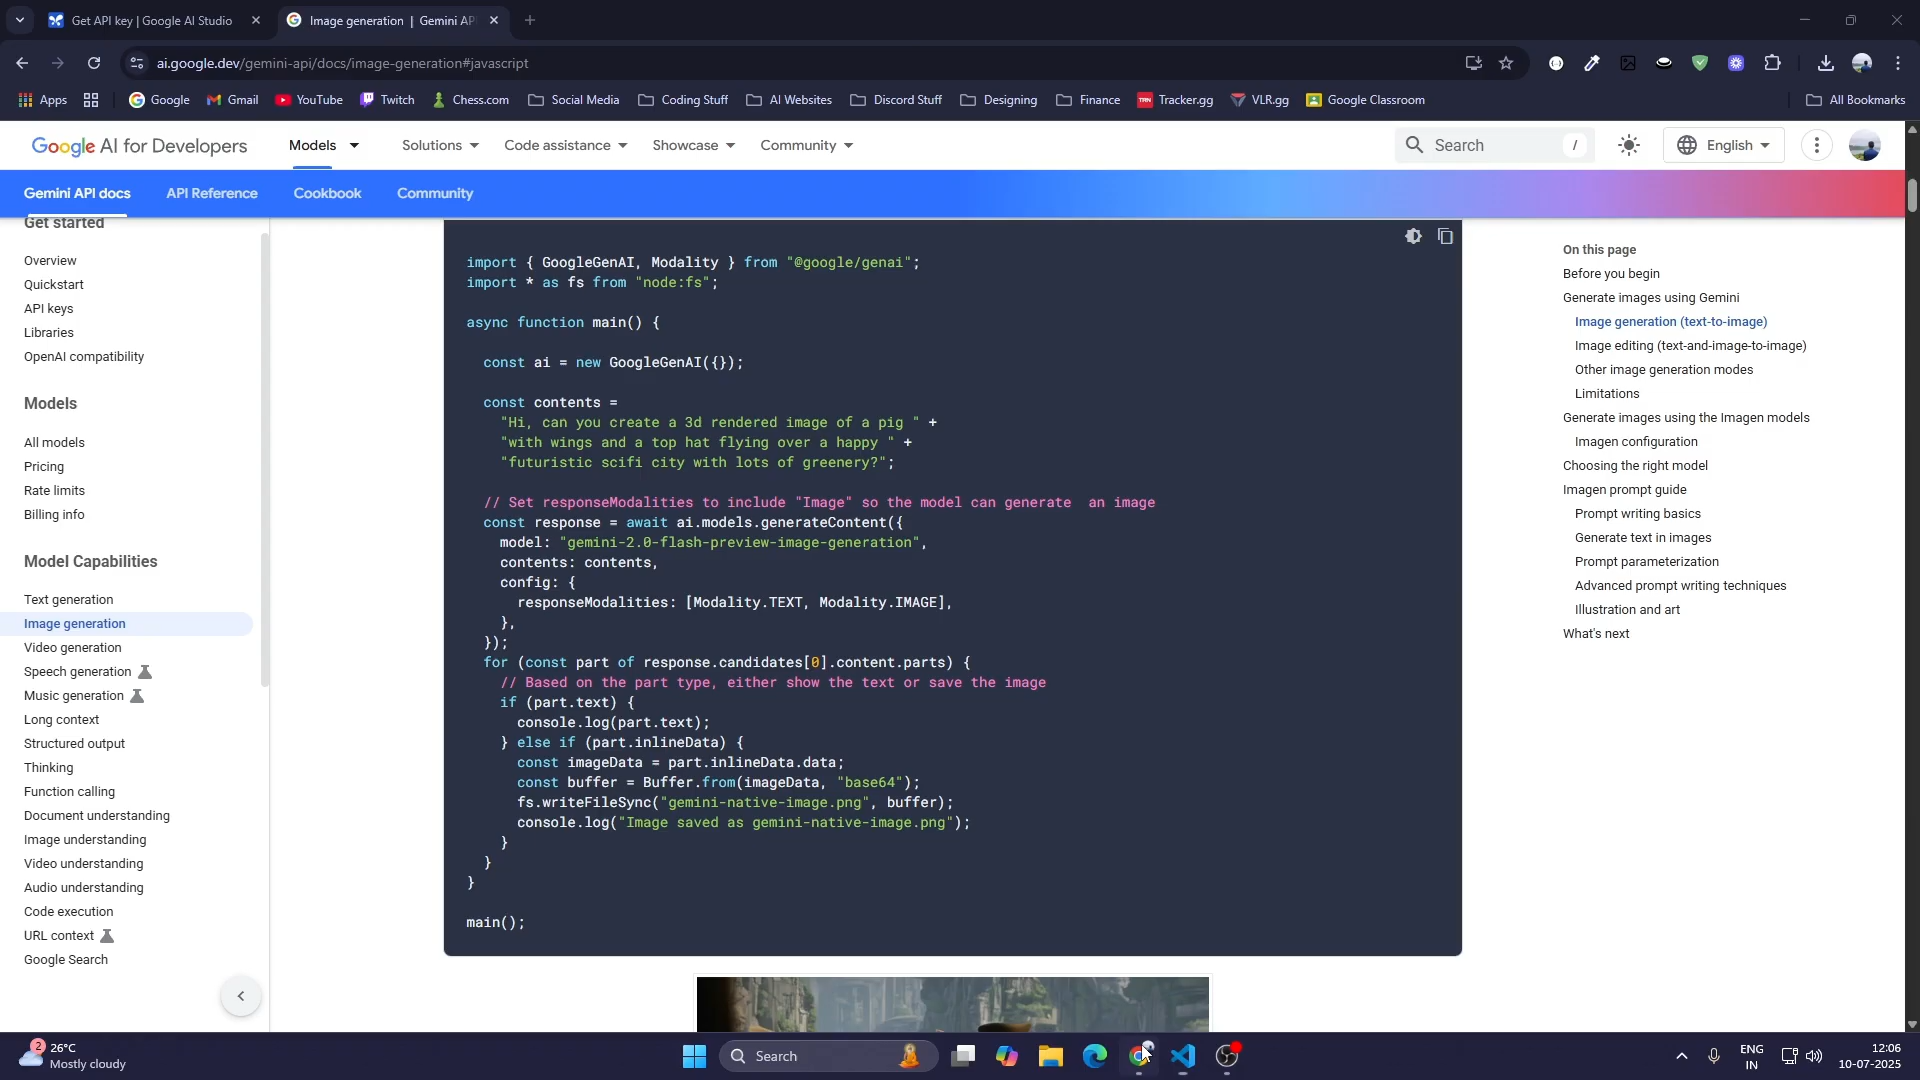 Get API key | Google AI Studio
Image generation | Gemini AP
ai.google.dev/gemini-api/docs/image-generation#javascript
Apps
Google
Gmail
YouTube
Twitch
Chess.com
Social Media
Coding Stuff
AI Websites
Discord Stuff
Designing
Finance
TRN
Tracker.gg
VLR.gg
Google Classroom
All Bookmarks
Google AI for Developers
Models
Solutions
Code assistance
Showcase
Community
Search
/
English
Gemini API docs
API Reference
Cookbook
Community
Get started
Overview
Quickstart
API keys
Libraries
OpenAI compatibility
Models
All models
Pricing
Rate limits
Billing info
Model Capabilities
Text generation
Image generation
Video generation
Speech generation
Music generation
Long context
Structured output
Thinking
Function calling
Document understanding
Image understanding
Video understanding
Audio understanding
Code execution
URL context
Google Search
import { GoogleGenAI, Modality } from "@google/genai";
import * as fs from "node:fs";
async function main() {
const ai = new GoogleGenAI({});
const contents =
"Hi, can you create a 3d rendered image of a pig " +
"with wings and a top hat flying over a happy " +
"futuristic scifi city with lots of greenery?";
// Set responseModalities to include "Image" so the model can generate  an image
const response = await ai.models.generateContent({
model: "gemini-2.0-flash-preview-image-generation",
contents: contents,
config: {
responseModalities: [Modality.TEXT, Modality.IMAGE],
},
});
for (const part of response.candidates[0].content.parts) {
// Based on the part type, either show the text or save the image
if (part.text) {
console.log(part.text);
} else if (part.inlineData) {
const imageData = part.inlineData.data;
const buffer = Buffer.from(imageData, "base64");
fs.writeFileSync("gemini-native-image.png", buffer);
console.log("Image saved as gemini-native-image.png");
}
}
}
main();
On this page
Before you begin
Generate images using Gemini
Image generation (text-to-image)
Image editing (text-and-image-to-image)
Other image generation modes
Limitations
Generate images using the Imagen models
Imagen configuration
Choosing the right model
Imagen prompt guide
Prompt writing basics
Generate text in images
Prompt parameterization
Advanced prompt writing techniques
Illustration and art
What's next
2
26°C
Mostly cloudy
Search
ENG
IN
12:06
10-07-2025